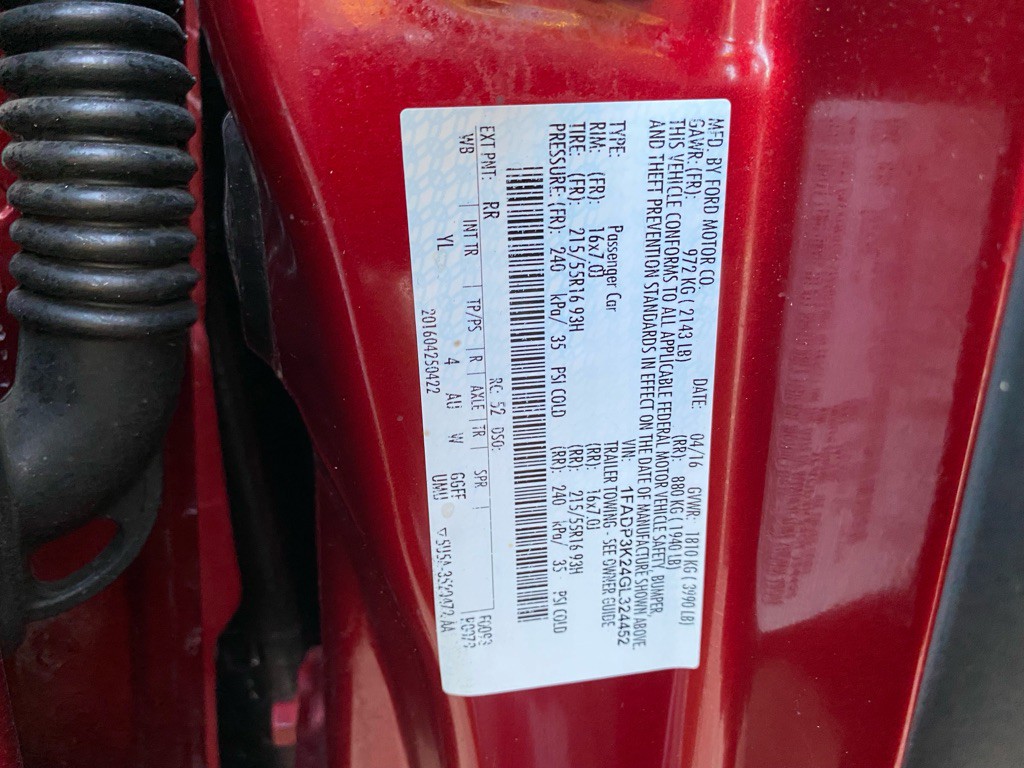 MFD. BY FORD MOTOR CO. DATE: 04/16 GVWR: 1810 KG ( 3990 LB)
GAWR: (FR): 972 KG ( 2143 LB) (RR): 880 KG ( 1940 LB)
THIS VEHICLE CONFORMS TO ALL APPLICABLE FEDERAL MOTOR VEHICLE SAFETY, BUMPER,
AND THEFT PREVENTION STANDARDS IN EFFECT ON THE DATE OF MANUFACTURE SHOWN ABOVE.
VIN: 1FADP3K24GL324452
TYPE: Passenger Car TRAILER TOWING - SEE OWNER GUIDE
RIM: (FR): 16x7.0J (RR): 16x7.0J
TIRE: (FR): 215/55R16 93H (RR): 215/55R16 93H
PRESSURE: (FR): 240 kPa/ 35 PSI COLD (RR): 240 kPa/ 35 PSI COLD
EXT PNT: RR RC: 52 DSO:
WB INT TR TP/PS R AXLE TR SPR
YL 4 AU W GGFF
201604250422 UMU